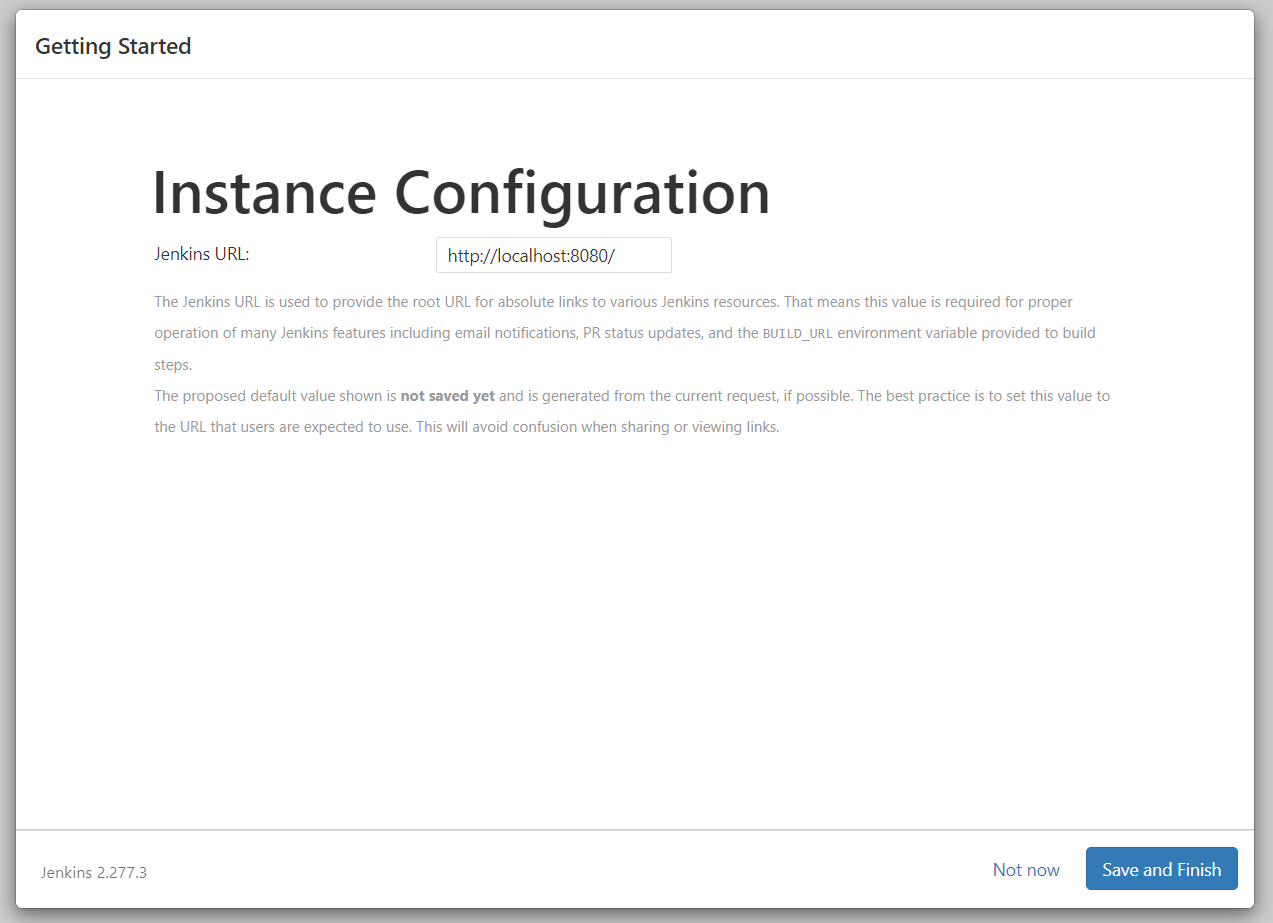 Getting Started
Instance Configuration
Jenkins URL:
http://localhost:8080/
The Jenkins URL is used to provide the root URL for absolute links to various Jenkins resources. That means this value is required for proper
operation of many Jenkins features including email notifications, PR status updates, and the BUILD_URL environment variable provided to build
steps.
The proposed default value shown is not saved yet and is generated from the current request, if possible. The best practice is to set this value to
the URL that users are expected to use. This will avoid confusion when sharing or viewing links.
Jenkins 2.277.3
Not now
Save and Finish